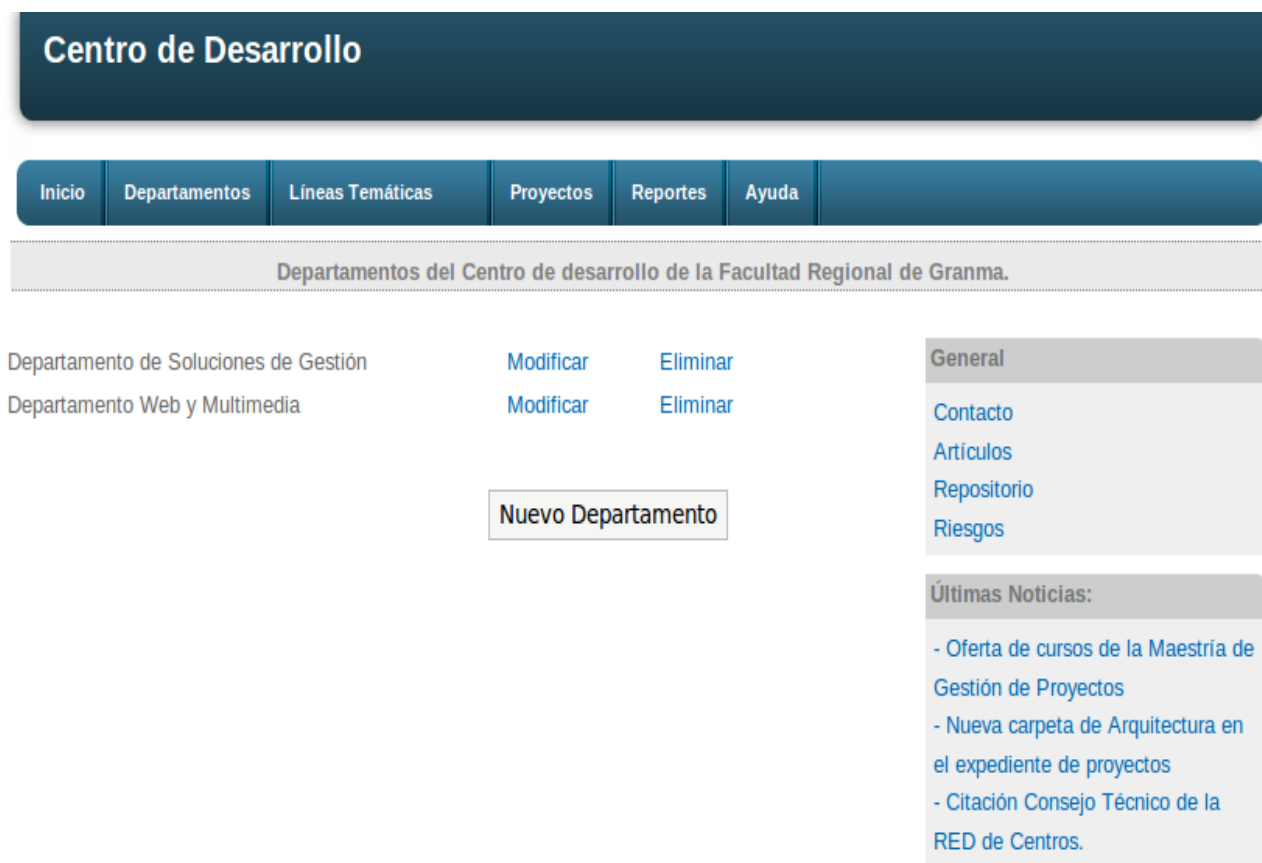 Centro de Desarrollo
Inicio Departamentos Líneas Temáticas Proyectos Reportes Ayuda
Departamentos del Centro de desarrollo de la Facultad Regional de Granma.
Departamento de Soluciones de Gestión Modificar Eliminar
Departamento Web y Multimedia Modificar Eliminar
Nuevo Departamento
General
Contacto
Artículos
Repositorio
Riesgos
Últimas Noticias:
- Oferta de cursos de la Maestría de
Gestión de Proyectos
- Nueva carpeta de Arquitectura en
el expediente de proyectos
- Citación Consejo Técnico de la
RED de Centros.